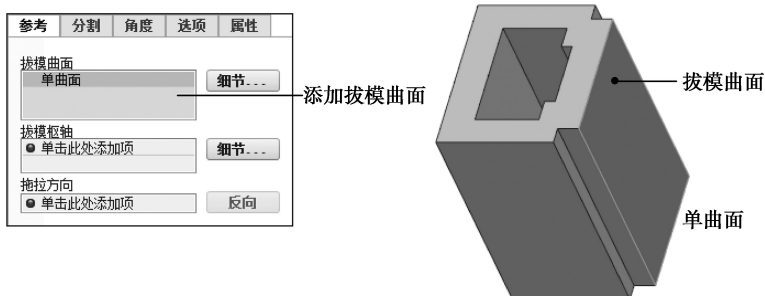 参考 分割 角度 选项 属性
拔模曲面
单曲面 细节...
添加拔模曲面
拔模枢轴
单击此处添加项 细节...
拖拉方向
单击此处添加项 反向
拔模曲面
单曲面